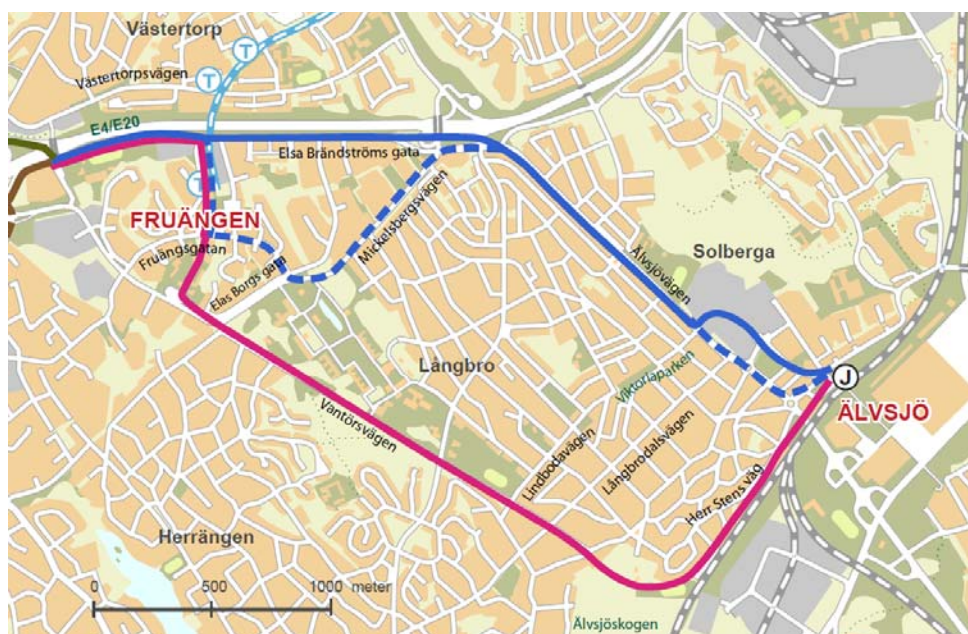 Västertorp
T
T
Västertorpsvägen
E4/E20
Elsa Brändströms gata
T
FRUÄNGEN
Fruängsgatan
Elas Borgs gata
Mickelsbergsvägen
Älvsjövägen
Solberga
Långbro
Viktoriaparken
J
ÄLVSJÖ
Vantörsvägen
Lindbodavägen
Långbrodalsvägen
Herr Stens väg
Herrängen
0 500 1000 meter
Älvsjöskogen